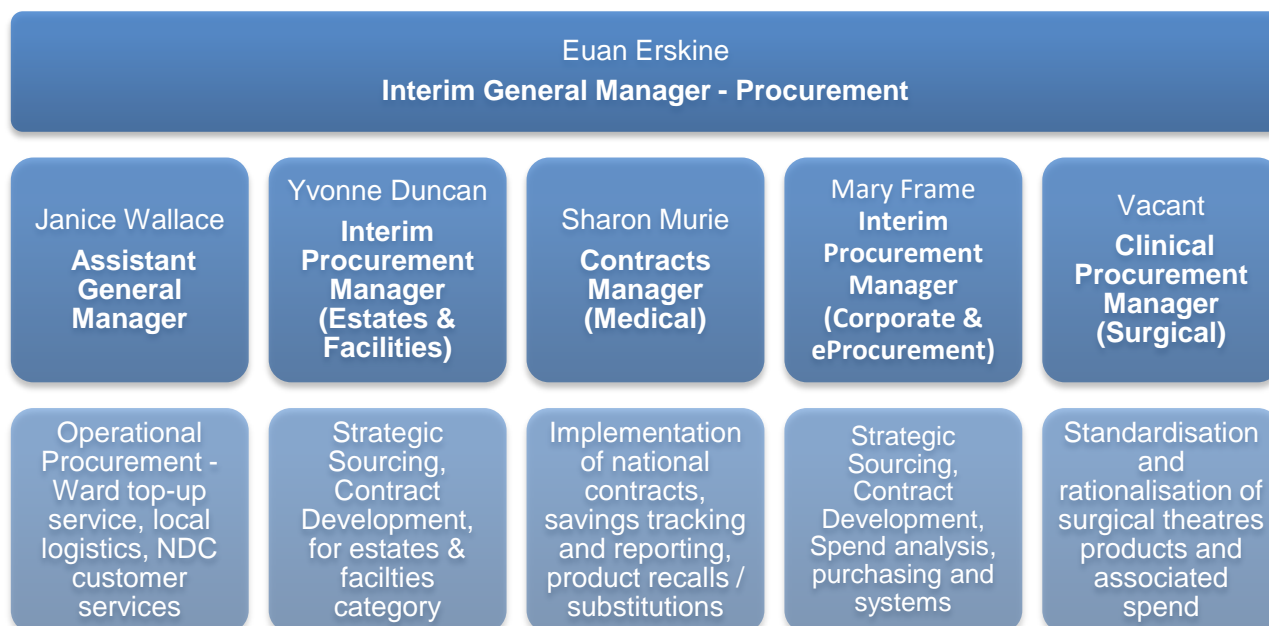 Euan Erskine
Interim General Manager - Procurement
Janice Wallace
Assistant
General
Manager
Yvonne Duncan
Interim
Procurement
Manager
(Estates &
Facilities)
Sharon Murie
Contracts
Manager
(Medical)
Mary Frame
Interim
Procurement
Manager
(Corporate &
eProcurement)
Vacant
Clinical
Procurement
Manager
(Surgical)
Operational
Procurement -
Ward top-up
service, local
logistics, NDC
customer
services
Strategic
Sourcing,
Contract
Development,
for estates &
facilties
category
Implementation
of national
contracts,
savings tracking
and reporting,
product recalls /
substitutions
Strategic
Sourcing,
Contract
Development,
Spend analysis,
purchasing and
systems
Standardisation
and
rationalisation of
surgical theatres
products and
associated
spend